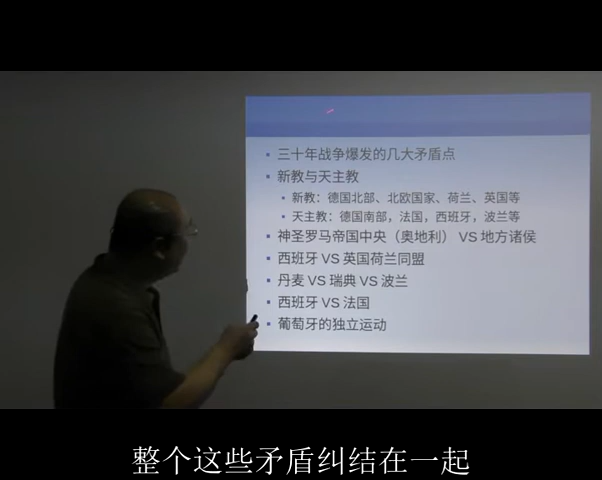 三十年战争爆发的几大矛盾点
新教与天主教
新教：德国北部、北欧国家、荷兰、英国等
天主教：德国南部，法国，西班牙，波兰等
神圣罗马帝国中央（奥地利） VS 地方诸侯
西班牙 VS 英国荷兰同盟
丹麦 VS 瑞典 VS 波兰
西班牙 VS 法国
葡萄牙的独立运动
整个这些矛盾纠结在一起